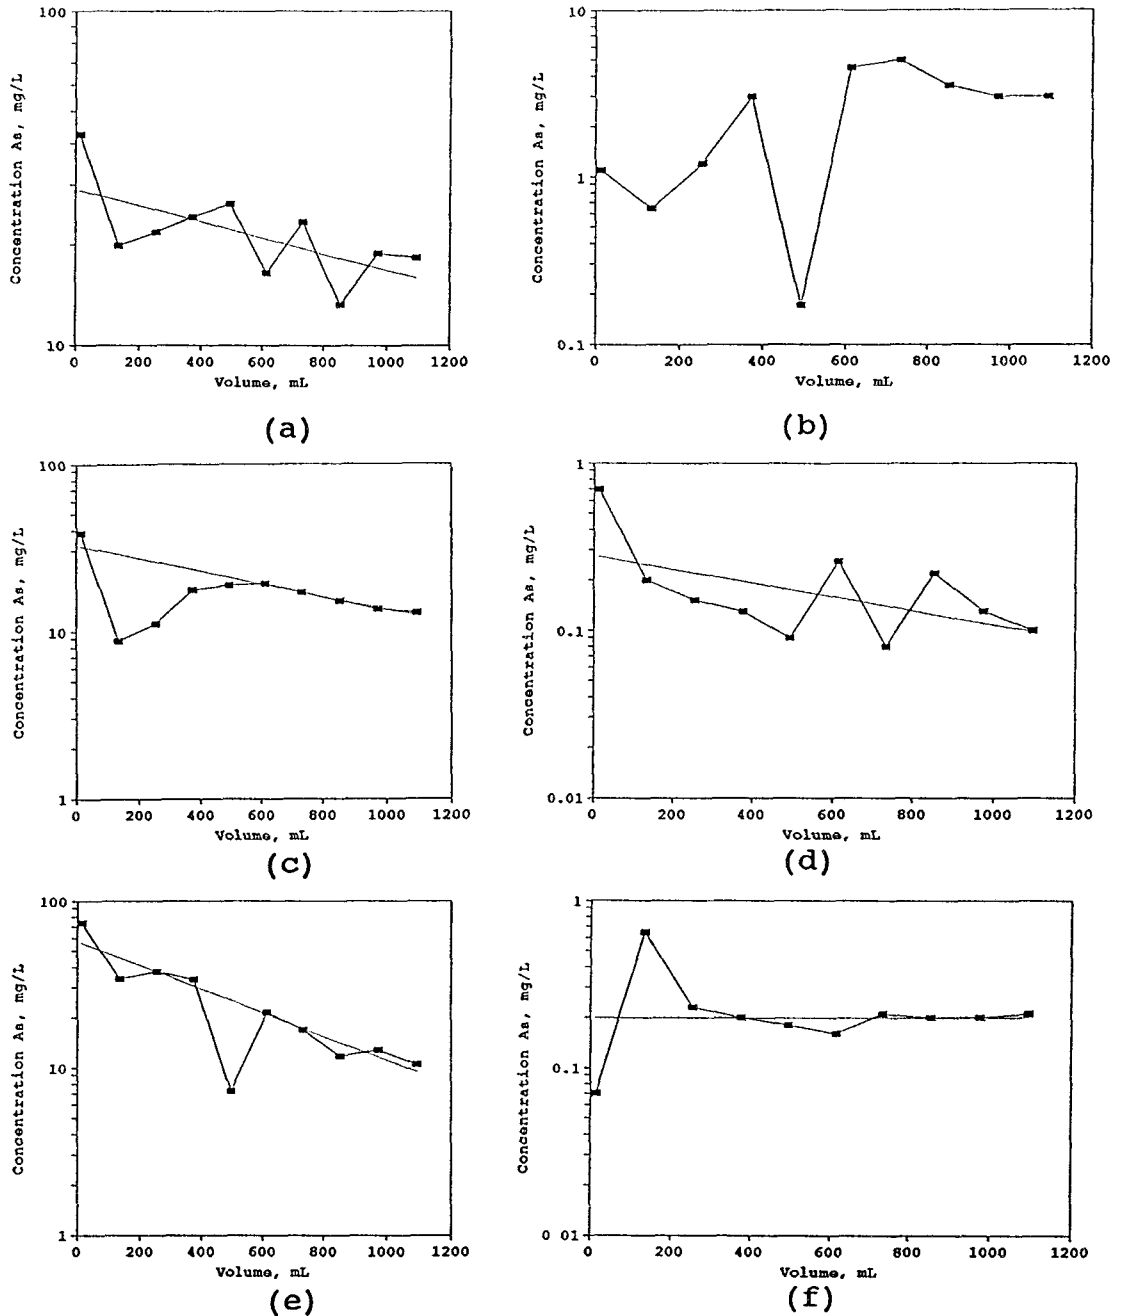 100
Concentration As, mg/L
10
0 200 400 600 800 1000 1200
Volume, mL
(a)
10
1
0.1
Concentration As, mg/L
0 200 400 600 800 1000 1200
Volume, mL
(b)
100
10
1
Concentration As, mg/L
0 200 400 600 800 1000 1200
Volume, mL
(c)
1
0.1
0.01
Concentration As, mg/L
0 200 400 600 800 1000 1200
Volume, mL
(d)
100
10
1
Concentration As, mg/L
0 200 400 600 800 1000 1200
Volume, mL
(e)
1
0.1
0 01
Concentration As, mg/L
0 200 400 600 800 1000 1200
Volume, mL
(f)